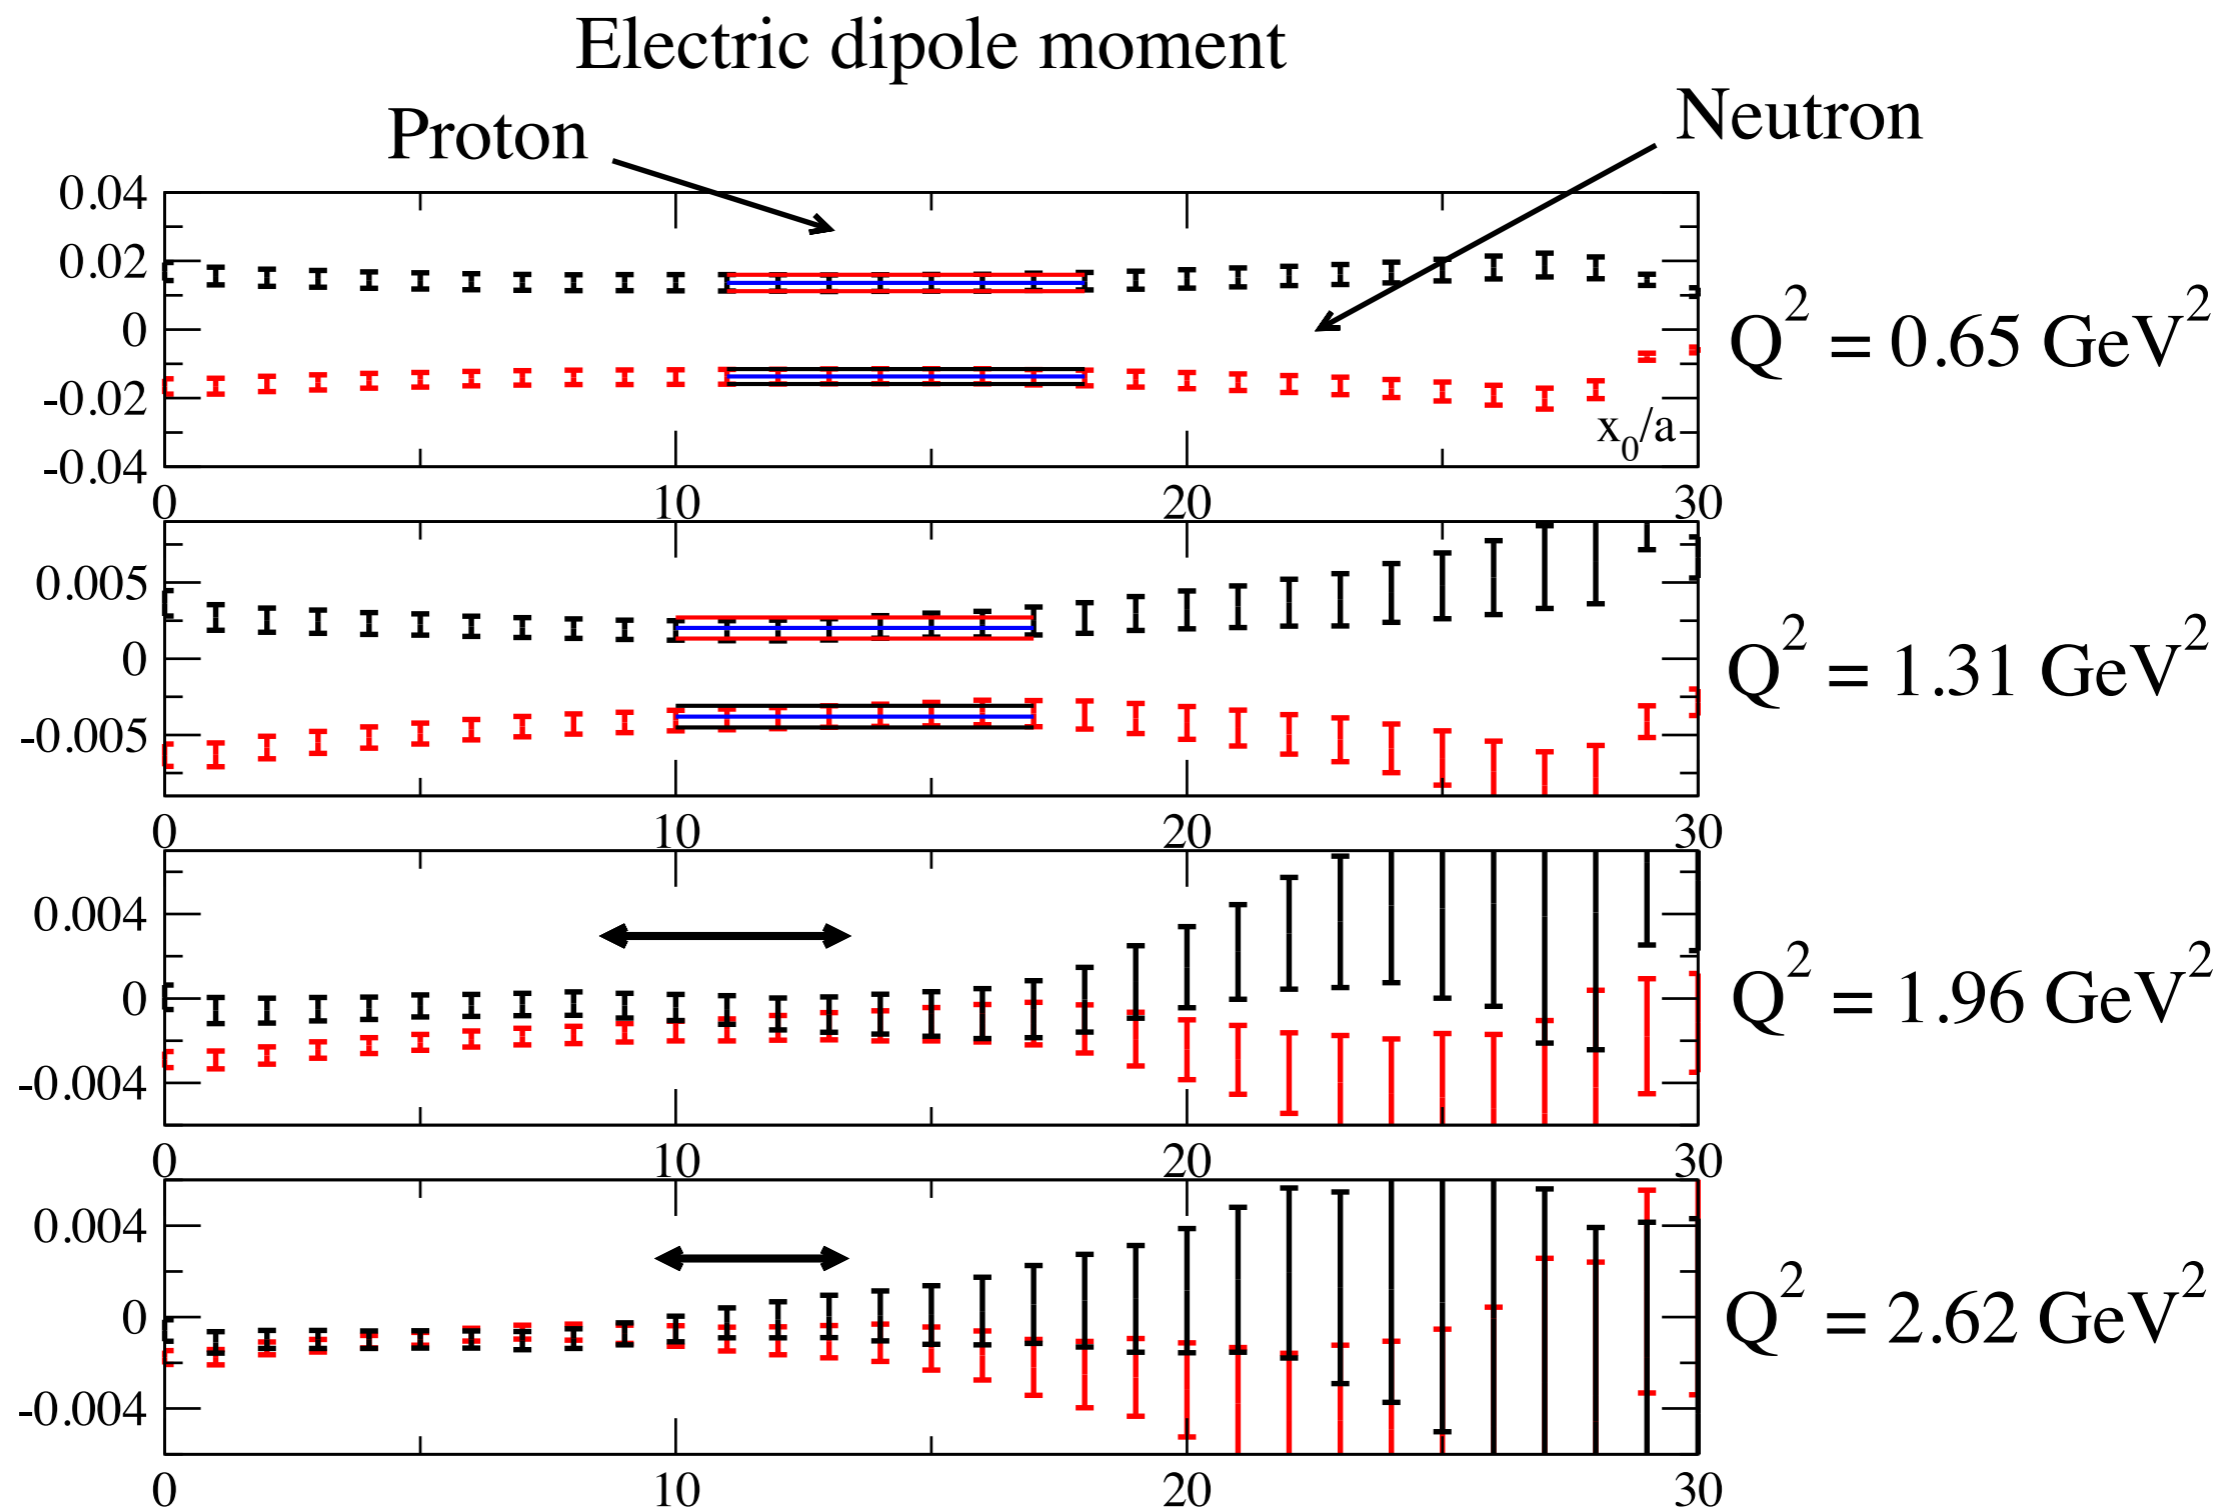 Electric dipole moment
Proton
Neutron
0.04
0.02
0
-0.02
-0.04
x₀/a
0 10 20 30
Q² = 0.65 GeV²
0.005
0
-0.005
0 10 20 30
Q² = 1.31 GeV²
0.004
0
-0.004
0 10 20 30
Q² = 1.96 GeV²
0.004
0
-0.004
0 10 20 30
Q² = 2.62 GeV²